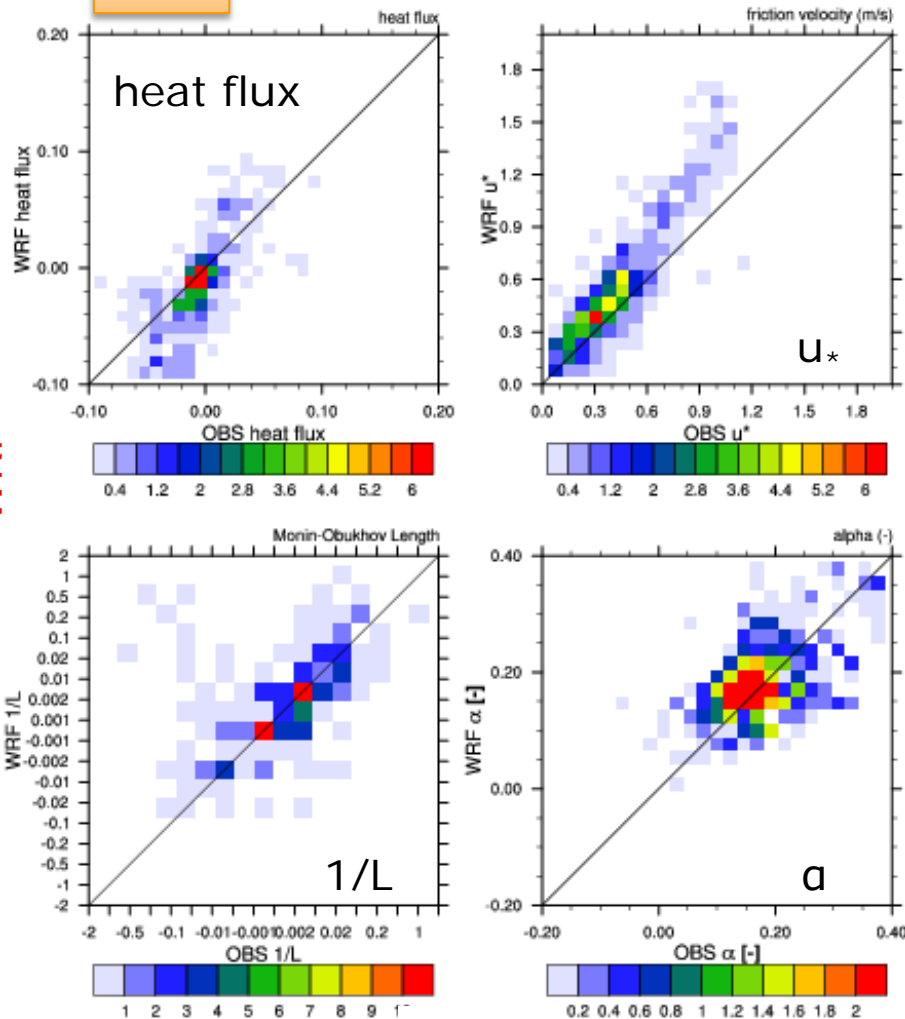 heat flux
0.20
0.10
0.00
-0.10
WRF heat flux
heat flux
-0.10 0.00 0.10 0.20
OBS heat flux
0.4 1.2 2 2.8 3.6 4.4 5.2 6
friction velocity (m/s)
1.8
1.5
1.2
0.9
0.6
0.3
0.0
WRF u*
u*
0.0 0.3 0.6 0.9 1.2 1.5 1.8
OBS u*
0.4 1.2 2 2.8 3.6 4.4 5.2 6
Monin-Obukhov Length
2
1
0.5
0.2
0.1
0.02
0.01
0.002
0.001
-0.001
-0.002
-0.01
-0.02
-0.1
-0.2
-0.5
-1
-2
WRF 1/L
1/L
-2 -0.5 -0.1 -0.01 -0.001 0.002 0.02 0.2 1
OBS 1/L
1 2 3 4 5 6 7 8 9
alpha (-)
0.40
0.20
0.00
-0.20
WRF α [-]
α
-0.20 0.00 0.20 0.40
OBS α [-]
0.2 0.4 0.6 0.8 1 1.2 1.4 1.6 1.8 2